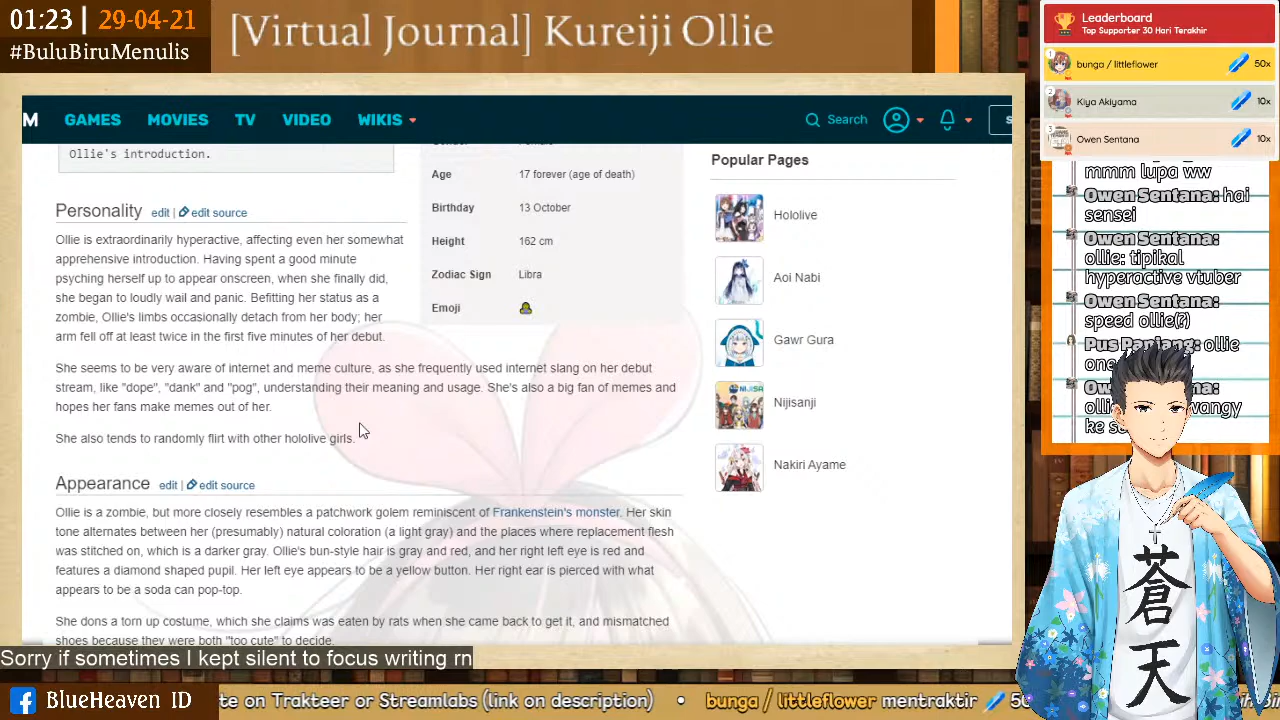 01:23 29-04-21
#BuluBiruMenulis
[Virtual Journal] Kureiji Ollie
Leaderboard
Top Supporter 30 Hari Terakhir
1 bunga / littleflower 50x
2 Kiya Akiyama 10x
3 Owen Sentana 10x
M GAMES MOVIES TV VIDEO WIKIS Search
Ollie's introduction.
Age 17 forever (age of death)
Birthday 13 October
Height 162 cm
Zodiac Sign Libra
Emoji
Personality edit | edit source
Ollie is extraordinarily hyperactive, affecting even her somewhat
apprehensive introduction. Having spent a good minute
psyching herself up to appear onscreen, when she finally did,
she began to loudly wail and panic. Befitting her status as a
zombie, Ollie's limbs occasionally detach from her body; her
arm fell off at least twice in the first five minutes of her debut.
She seems to be very aware of internet and meme culture, as she frequently used internet slang on her debut
stream, like "dope", "dank" and "pog", understanding their meaning and usage. She's also a big fan of memes and
hopes her fans make memes out of her.
She also tends to randomly flirt with other hololive girls.
Appearance edit | edit source
Ollie is a zombie, but more closely resembles a patchwork golem reminiscent of Frankenstein's monster. Her skin
tone alternates between her (presumably) natural coloration (a light gray) and the places where replacement flesh
was stitched on, which is a darker gray. Ollie's bun-style hair is gray and red, and her right left eye is red and
features a diamond shaped pupil. Her left eye appears to be a yellow button. Her right ear is pierced with what
appears to be a soda can pop-top.
She dons a torn up costume, which she claims was eaten by rats when she came back to get it, and mismatched
shoes because they were both "too cute" to decide.
Popular Pages
Hololive
Aoi Nabi
Gawr Gura
Nijisanji
Nakiri Ayame
mmm lupa ww
Owen Sentana: hai
sensei
Owen Sentana:
ollie: tipikal
hyperactive vtuber
Owen Sentana:
speed ollie(?)
Pus Panjang: ollie
one
wangy
ke
蒼天
Sorry if sometimes I kept silent to focus writing rn
BlueHeaven ID
te on Trakteer or Streamlabs (link on description) • bunga / littleflower mentraktir